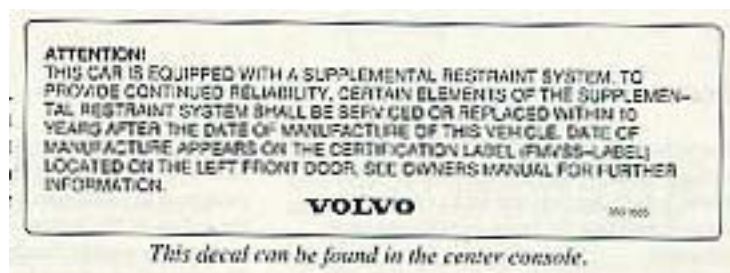 ATTENTION!
THIS CAR IS EQUIPPED WITH A SUPPLEMENTAL RESTRAINT SYSTEM. TO
PROVIDE CONTINUED RELIABILITY, CERTAIN ELEMENTS OF THE SUPPLEMEN-
TAL RESTRAINT SYSTEM SHALL BE SERVICED OR REPLACED WITHIN 10
YEARS AFTER THE DATE OF MANUFACTURE OF THIS VEHICLE. DATE OF
MANUFACTURE APPEARS ON THE CERTIFICATION LABEL (FMVSS-LABEL)
LOCATED ON THE LEFT FRONT DOOR. SEE OWNERS MANUAL FOR FURTHER
INFORMATION.
VOLVO
This decal can be found in the center console.